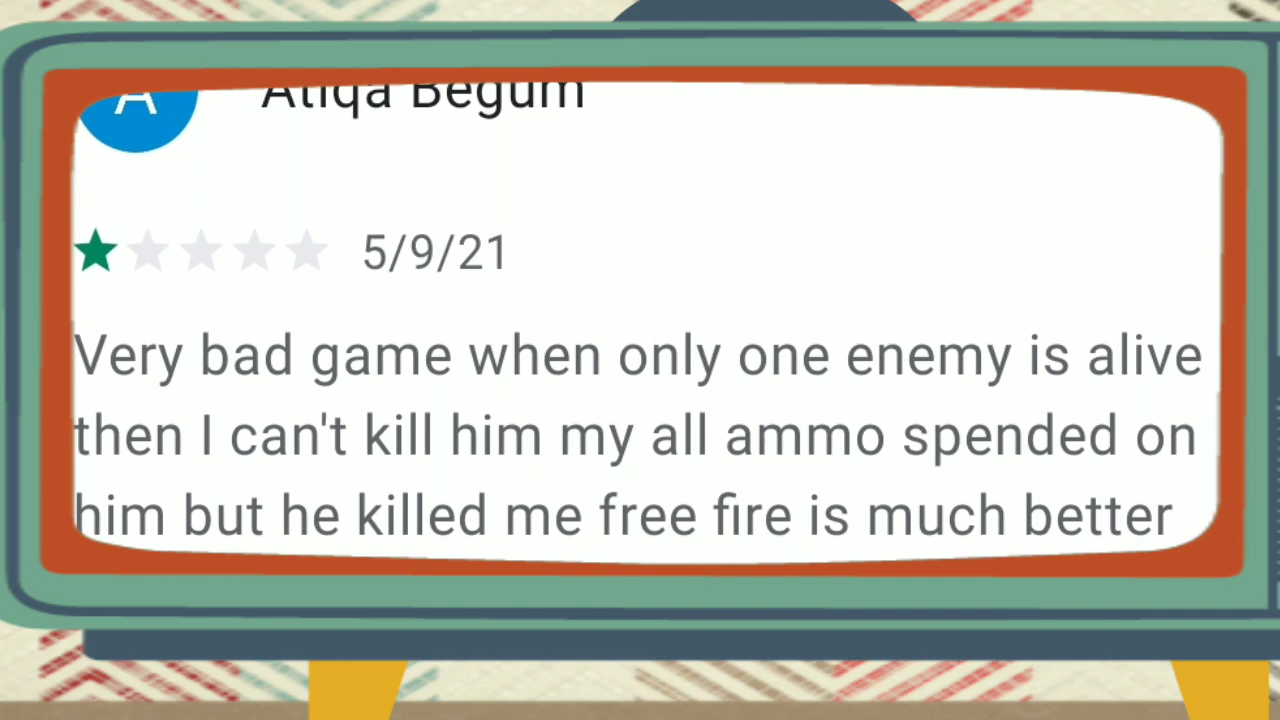 A
Atiqa Begum
5/9/21
Very bad game when only one enemy is alive
then I can't kill him my all ammo spended on
him but he killed me free fire is much better